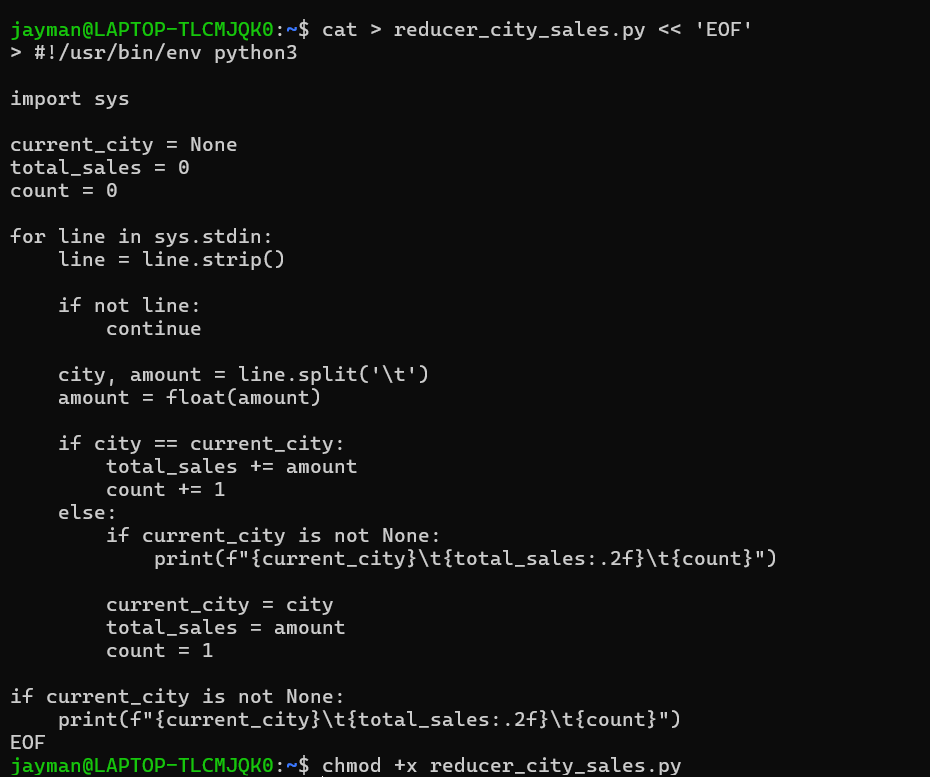 jayman@LAPTOP-TLCMJQK0:~$ cat > reducer_city_sales.py << 'EOF'
> #!/usr/bin/env python3

import sys

current_city = None
total_sales = 0
count = 0

for line in sys.stdin:
    line = line.strip()

    if not line:
        continue

    city, amount = line.split('\t')
    amount = float(amount)

    if city == current_city:
        total_sales += amount
        count += 1
    else:
        if current_city is not None:
            print(f"{current_city}\t{total_sales:.2f}\t{count}")

        current_city = city
        total_sales = amount
        count = 1

if current_city is not None:
    print(f"{current_city}\t{total_sales:.2f}\t{count}")
EOF
jayman@LAPTOP-TLCMJQK0:~$ chmod +x reducer_city_sales.py